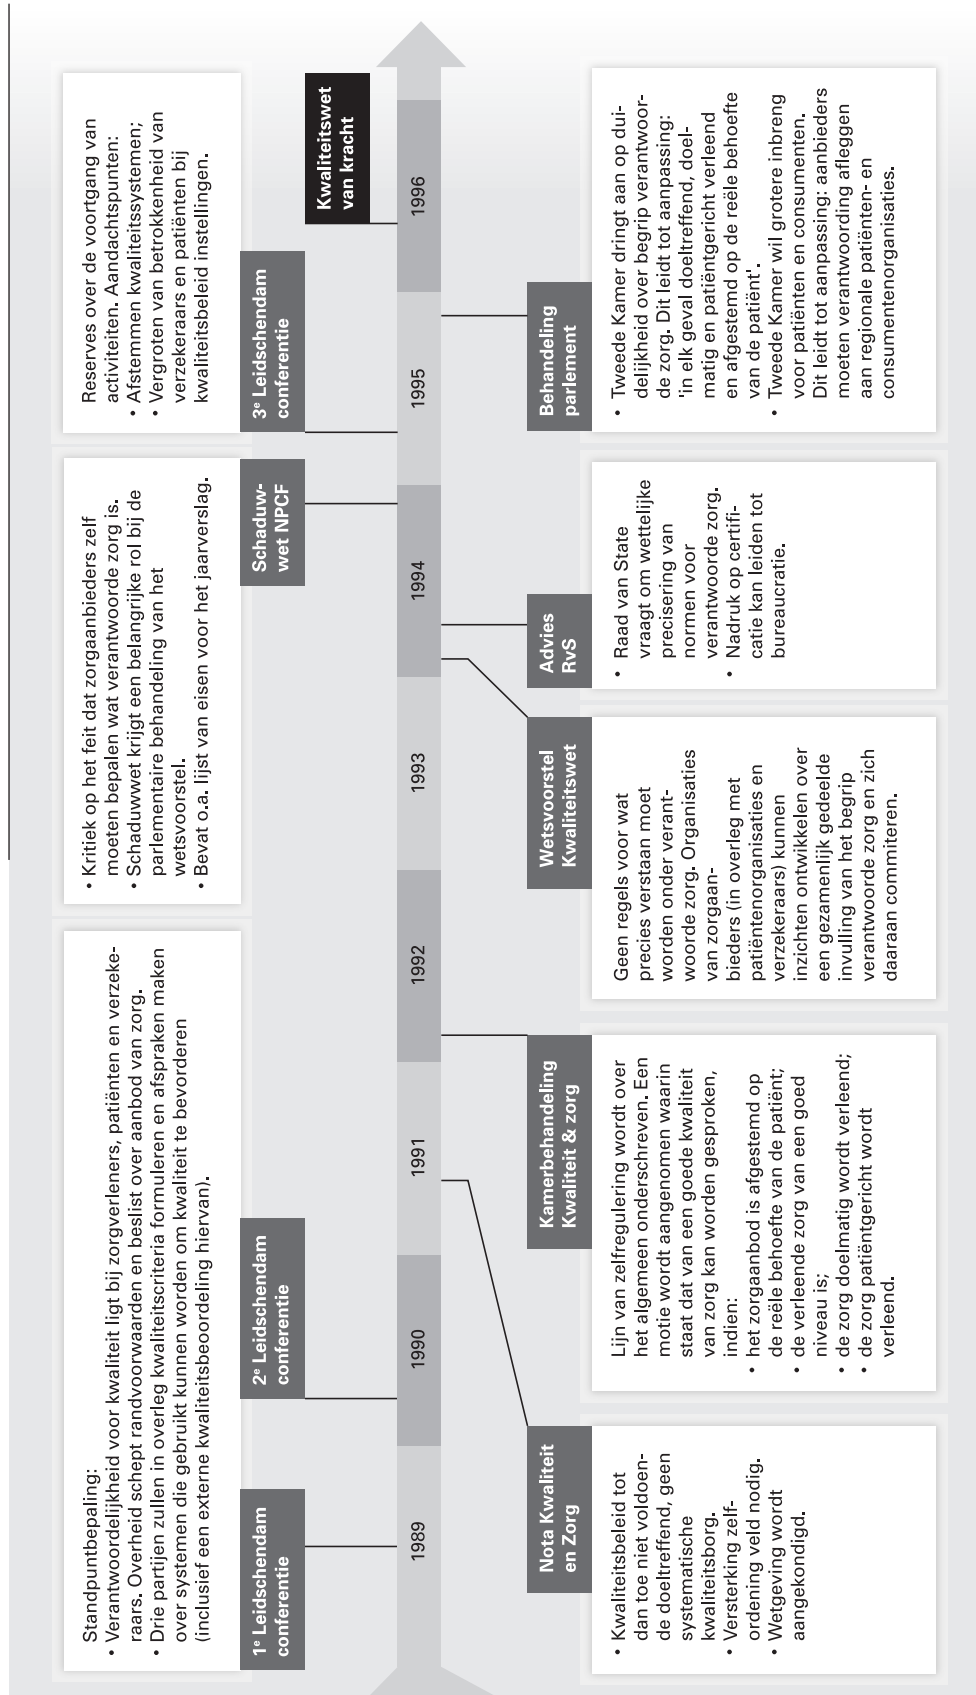 Standpuntbepaling:
• Verantwoordelijkheid voor kwaliteit ligt bij zorgverleners, patiënten en verzeke-
raars. Overheid schept randvoorwaarden en beslist over aanbod van zorg.
• Drie partijen zullen in overleg kwaliteitscriteria formuleren en afspraken maken
over systemen die gebruikt kunnen worden om kwaliteit te bevorderen
(inclusief een externe kwaliteitsbeoordeling hiervan).
• Kritiek op het feit dat zorgaanbieders zelf
moeten bepalen wat verantwoorde zorg is.
• Schaduwwet krijgt een belangrijke rol bij de
parlementaire behandeling van het
wetsvoorstel.
• Bevat o.a. lijst van eisen voor het jaarverslag.
Reserves over de voortgang van
activiteiten. Aandachtspunten:
• Afstemmen kwaliteitssystemen;
• Vergroten van betrokkenheid van
verzekeraars en patiënten bij
kwaliteitsbeleid instellingen.
1e Leidschendam
conferentie
2e Leidschendam
conferentie
Schaduw-
wet NPCF
3e Leidschendam
conferentie
Kwaliteitswet
van kracht
1989
1990
1991
1992
1993
1994
1995
1996
Nota Kwaliteit
en Zorg
Kamerbehandeling
Kwaliteit & zorg
Wetsvoorstel
Kwaliteitswet
Advies
RvS
Behandeling
parlement
• Kwaliteitsbeleid tot
dan toe niet voldoen-
de doeltreffend, geen
systematische
kwaliteitsborg.
• Versterking zelf-
ordening veld nodig.
• Wetgeving wordt
aangekondigd.
Lijn van zelfregulering wordt over
het algemeen onderschreven. Een
motie wordt aangenomen waarin
staat dat van een goede kwaliteit
van zorg kan worden gesproken,
indien:
• het zorgaanbod is afgestemd op
de reële behoefte van de patiënt;
• de verleende zorg van een goed
niveau is;
• de zorg doelmatig wordt verleend;
• de zorg patiëntgericht wordt
verleend.
Geen regels voor wat
precies verstaan moet
worden onder verant-
woorde zorg. Organisaties
van zorgaan-
bieders (in overleg met
patiëntenorganisaties en
verzekeraars) kunnen
inzichten ontwikkelen over
een gezamenlijk gedeelde
invulling van het begrip
verantwoorde zorg en zich
daaraan commiteren.
• Raad van State
vraagt om wettelijke
precisering van
normen voor
verantwoorde zorg.
• Nadruk op certifi-
catie kan leiden tot
bureaucratie.
• Tweede Kamer dringt aan op dui-
delijkheid over begrip verantwoor-
de zorg. Dit leidt tot aanpassing:
'in elk geval doeltreffend, doel-
matig en patiëntgericht verleend
en afgestemd op de reële behoefte
van de patiënt'.
• Tweede Kamer wil grotere inbreng
voor patiënten en consumenten.
Dit leidt tot aanpassing: aanbieders
moeten verantwoording afleggen
aan regionale patiënten- en
consumentenorganisaties.